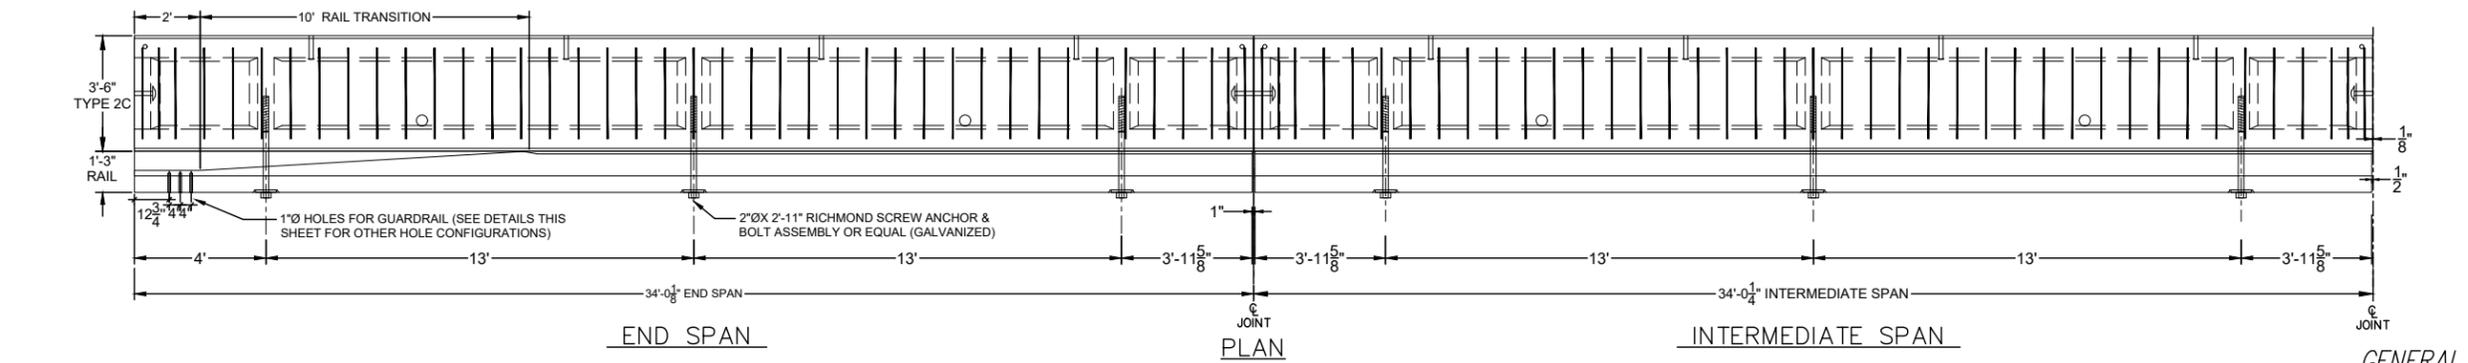 2'
10' RAIL TRANSITION
3'-6"
TYPE 2C
1'-3"
RAIL
1/8"
1/2"
12 3/4" 4" 4"
1"Ø HOLES FOR GUARDRAIL (SEE DETAILS THIS
SHEET FOR OTHER HOLE CONFIGURATIONS)
2"ØX 2'-11" RICHMOND SCREW ANCHOR &
BOLT ASSEMBLY OR EQUAL (GALVANIZED)
1"
4' 13' 13' 3'-11 5/8" 3'-11 5/8" 13' 13' 3'-11 5/8"
34'-0 1/8" END SPAN
34'-0 1/4" INTERMEDIATE SPAN
℄
JOINT
℄
JOINT
END SPAN
PLAN
INTERMEDIATE SPAN
GENERAL